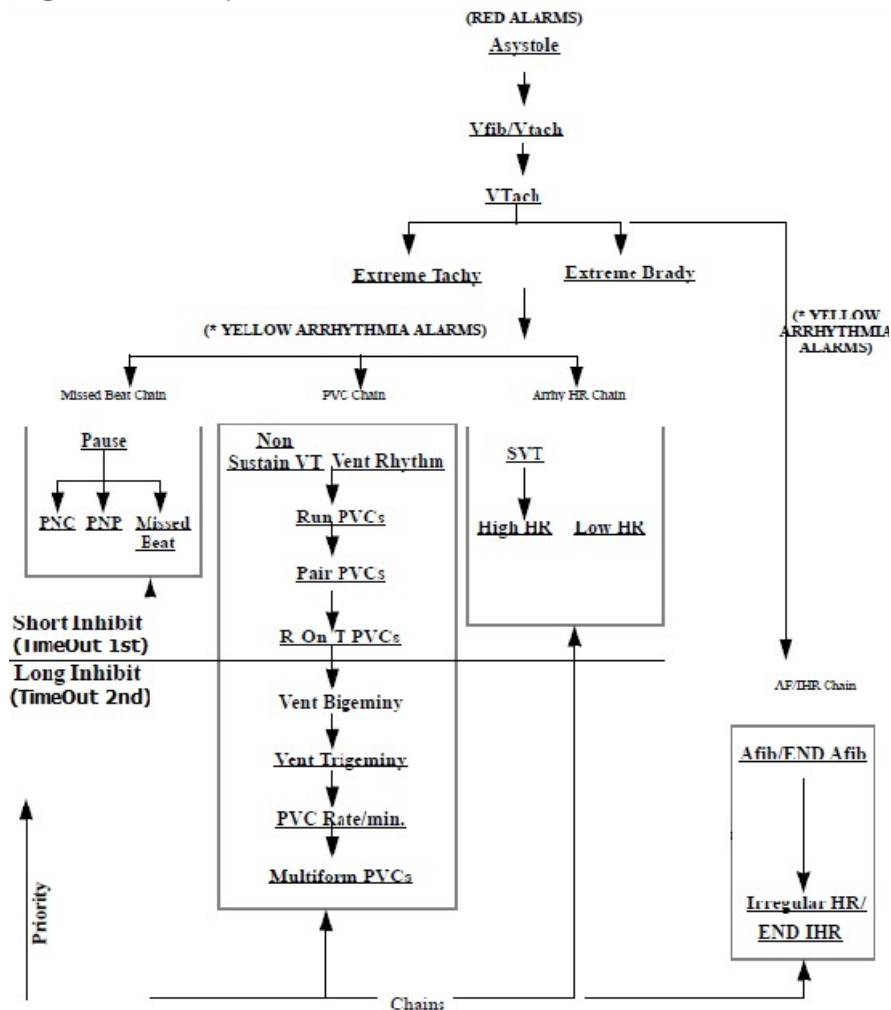 (RED ALARMS)
Asystole
Vfib/Vtach
VTach
Extreme Tachy
Extreme Brady
(* YELLOW ARRHYTHMIA ALARMS)
(* YELLOW
ARRHYTHMIA
ALARMS)
Missed Beat Chain
PVC Chain
Arrhy HR Chain
Pause
PNC PNP Missed
Beat
Non
Sustain VT Vent Rhythm
Run PVCs
Pair PVCs
R On T PVCs
Vent Bigeminy
Vent Trigeminy
PVC Rate/min.
Multiform PVCs
SVT
High HR Low HR
Short Inhibit
(TimeOut 1st)
Long Inhibit
(TimeOut 2nd)
AF/IHR Chain
Afib/END Afib
Irregular HR/
END IHR
Priority
Chains